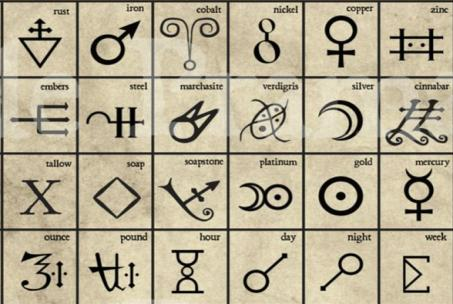 rust iron cobalt nickel copper zinc
embers steel marchasite verdigris silver cinnabar
tallow soap soapstone platinum gold mercury
ounce pound hour day night week